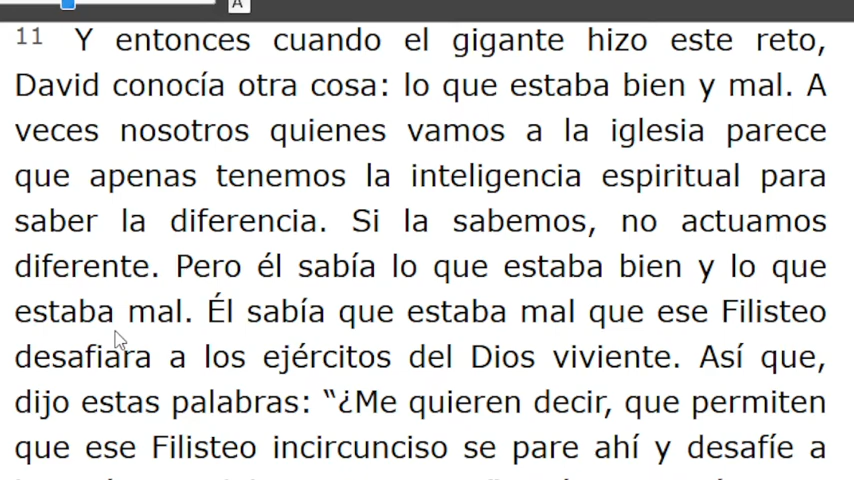 A
11 Y entonces cuando el gigante hizo este reto,
David conocía otra cosa: lo que estaba bien y mal. A
veces nosotros quienes vamos a la iglesia parece
que apenas tenemos la inteligencia espiritual para
saber la diferencia. Si la sabemos, no actuamos
diferente. Pero él sabía lo que estaba bien y lo que
estaba mal. Él sabía que estaba mal que ese Filisteo
desafiara a los ejércitos del Dios viviente. Así que,
dijo estas palabras: “¿Me quieren decir, que permiten
que ese Filisteo incircunciso se pare ahí y desafíe a